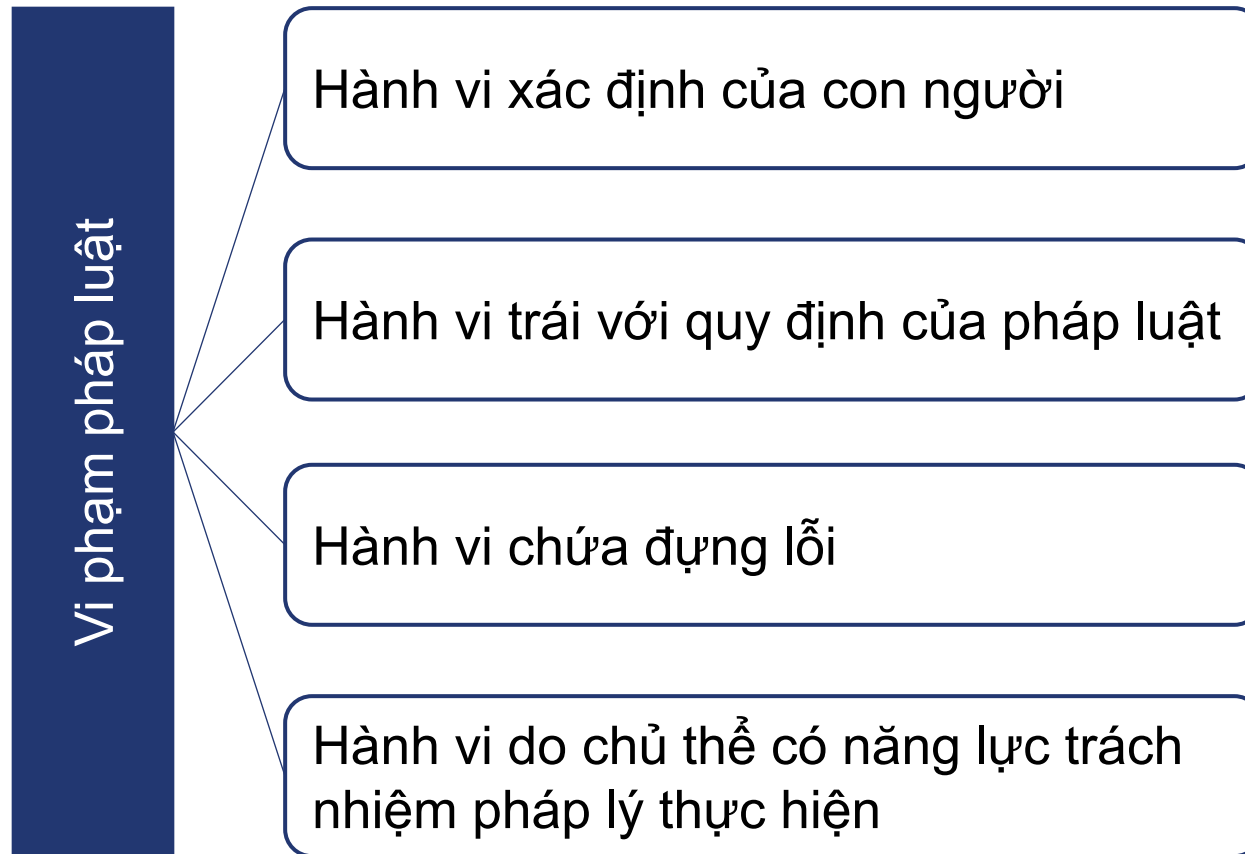 Vi phạm pháp luật
Hành vi xác định của con người
Hành vi trái với quy định của pháp luật
Hành vi chứa đựng lỗi
Hành vi do chủ thể có năng lực trách
nhiệm pháp lý thực hiện